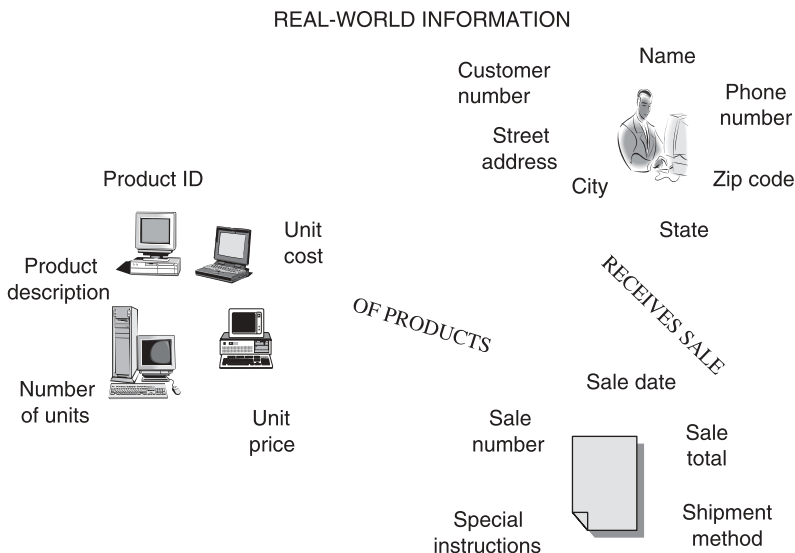 REAL-WORLD INFORMATION
Name
Customer
number
Phone
number
Street
address
City
Zip code
State
Product ID
Unit
cost
Product
description
Number
of units
Unit
price
OF PRODUCTS
RECEIVES SALE
Sale date
Sale
number
Sale
total
Special
instructions
Shipment
method